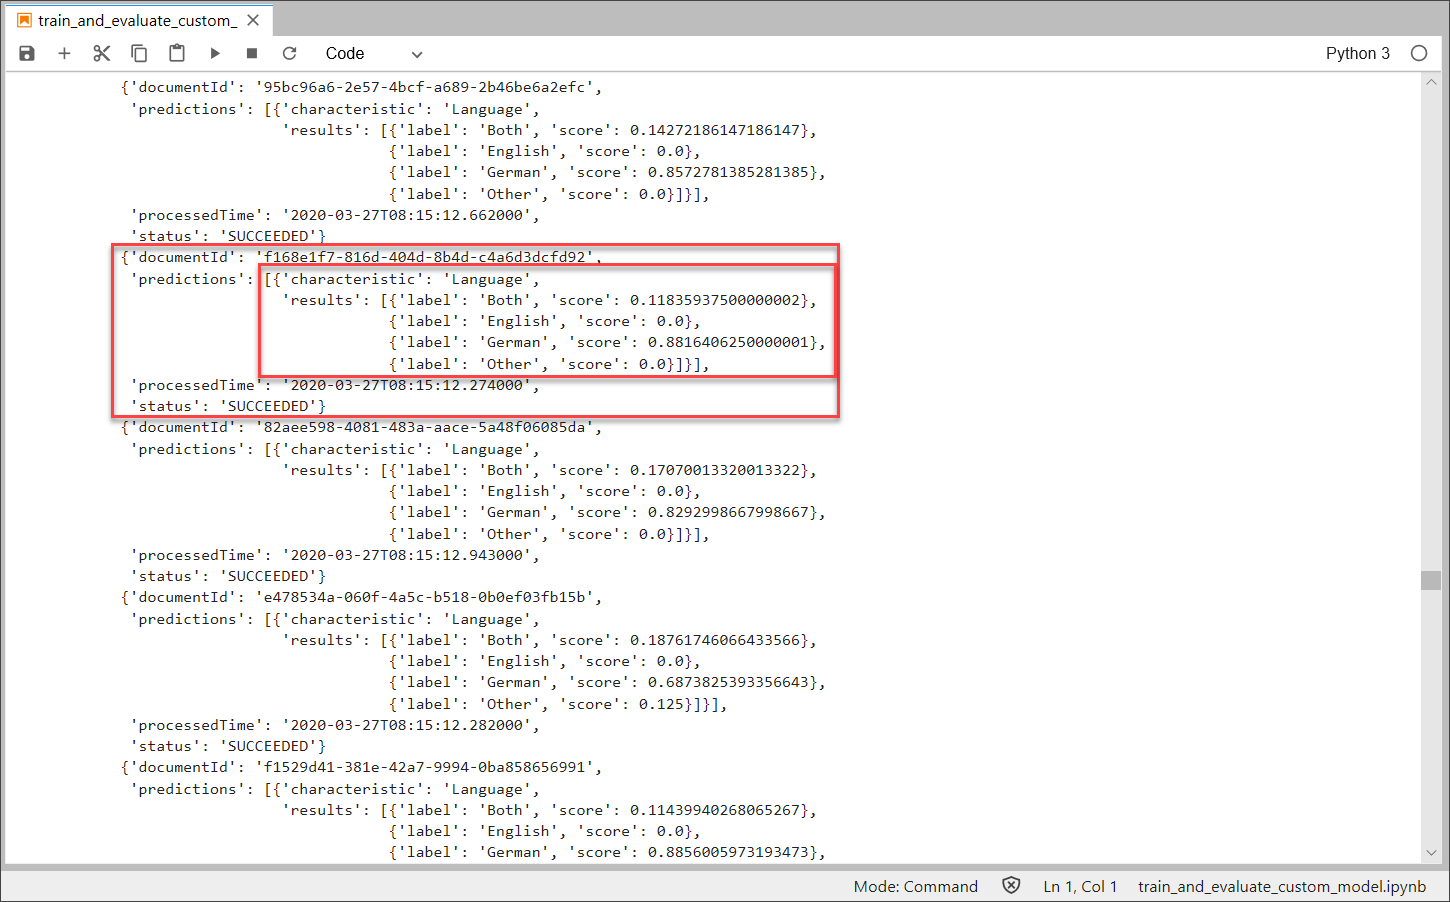 train_and_evaluate_custom_
Code
Python 3
{'documentId': '95bc96a6-2e57-4bcf-a689-2b46be6a2efc',
'predictions': [{'characteristic': 'Language',
'results': [{'label': 'Both', 'score': 0.14272186147186147},
{'label': 'English', 'score': 0.0},
{'label': 'German', 'score': 0.8572781385281385},
{'label': 'Other', 'score': 0.0}]}],
'processedTime': '2020-03-27T08:15:12.662000',
'status': 'SUCCEEDED'}
{'documentId': 'f168e1f7-816d-404d-8b4d-c4a6d3dcfd92',
'predictions': [{'characteristic': 'Language',
'results': [{'label': 'Both', 'score': 0.11835937500000002},
{'label': 'English', 'score': 0.0},
{'label': 'German', 'score': 0.8816406250000001},
{'label': 'Other', 'score': 0.0}]}],
'processedTime': '2020-03-27T08:15:12.274000',
'status': 'SUCCEEDED'}
{'documentId': '82aee598-4081-483a-aace-5a48f06085da',
'predictions': [{'characteristic': 'Language',
'results': [{'label': 'Both', 'score': 0.17070013320013322},
{'label': 'English', 'score': 0.0},
{'label': 'German', 'score': 0.8292998667998667},
{'label': 'Other', 'score': 0.0}]}],
'processedTime': '2020-03-27T08:15:12.943000',
'status': 'SUCCEEDED'}
{'documentId': 'e478534a-060f-4a5c-b518-0b0ef03fb15b',
'predictions': [{'characteristic': 'Language',
'results': [{'label': 'Both', 'score': 0.18761746066433566},
{'label': 'English', 'score': 0.0},
{'label': 'German', 'score': 0.6873825393356643},
{'label': 'Other', 'score': 0.125}]}],
'processedTime': '2020-03-27T08:15:12.282000',
'status': 'SUCCEEDED'}
{'documentId': 'f1529d41-381e-42a7-9994-0ba858656991',
'predictions': [{'characteristic': 'Language',
'results': [{'label': 'Both', 'score': 0.11439940268065267},
{'label': 'English', 'score': 0.0},
{'label': 'German', 'score': 0.8856005973193473},
Mode: Command
Ln 1, Col 1
train_and_evaluate_custom_model.ipynb